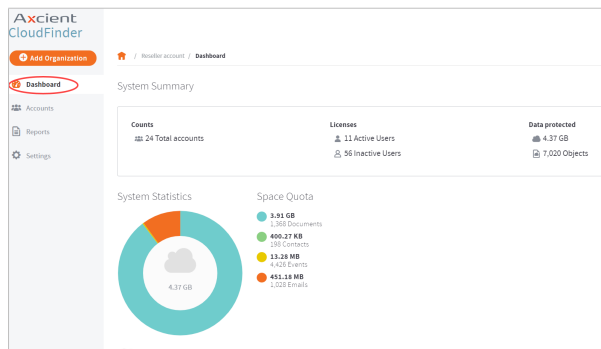 Axcient
CloudFinder
Add Organization
/ Reseller account / Dashboard
Dashboard
Accounts
Reports
Settings
System Summary
Counts
24 Total accounts
Licenses
11 Active Users
56 Inactive Users
Data protected
4.37 GB
7,020 Objects
System Statistics
4.37 GB
Space Quota
3.91 GB
1,368 Documents
400.27 KB
198 Contacts
13.28 MB
4,426 Events
451.18 MB
1,028 Emails